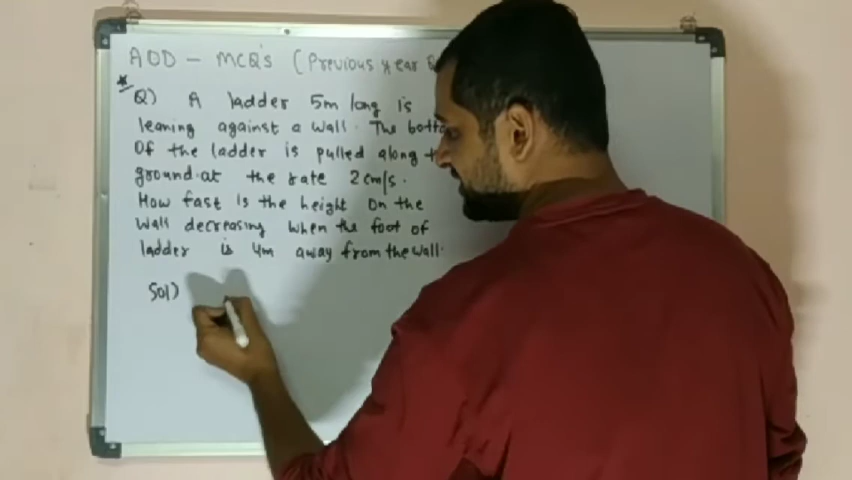 AOD - MCQ's (Previous year
Q) A ladder 5m long is
leaning against a wall. The botto
Of the ladder is pulled along t
ground at the rate 2cm/s.
How fast is the height On the
Wall decreasing when the foot of
ladder is 4m away from the wall.
Sol)